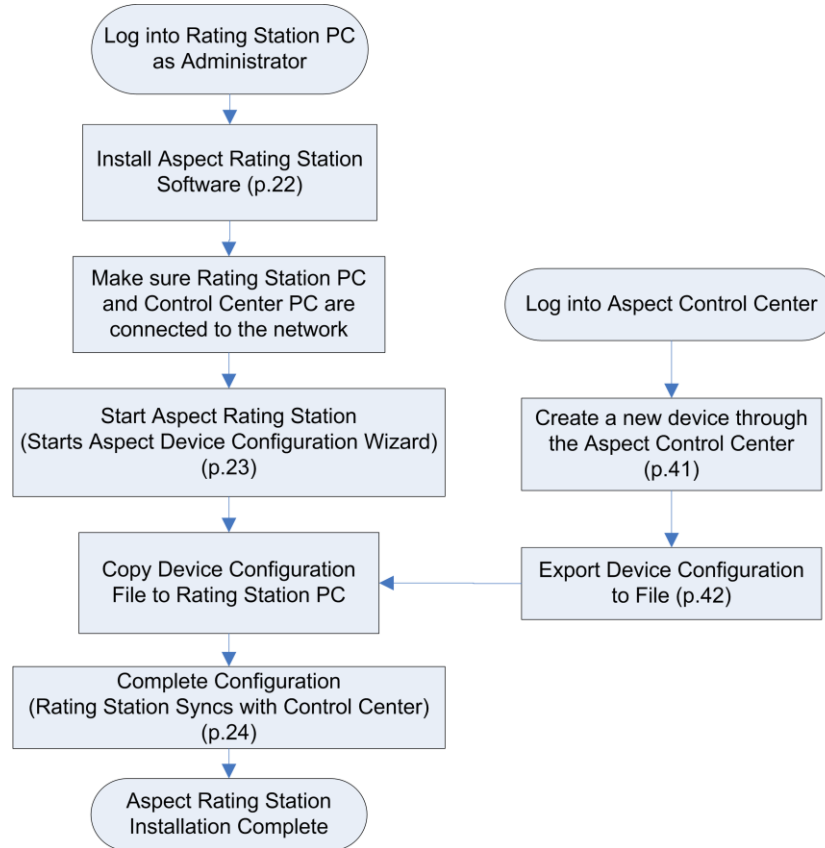 Log into Rating Station PC
as Administrator
Install Aspect Rating Station
Software (p.22)
Make sure Rating Station PC
and Control Center PC are
connected to the network
Start Aspect Rating Station
(Starts Aspect Device Configuration Wizard)
(p.23)
Copy Device Configuration
File to Rating Station PC
Complete Configuration
(Rating Station Syncs with Control Center)
(p.24)
Aspect Rating Station
Installation Complete
Log into Aspect Control Center
Create a new device through
the Aspect Control Center
(p.41)
Export Device Configuration
to File (p.42)